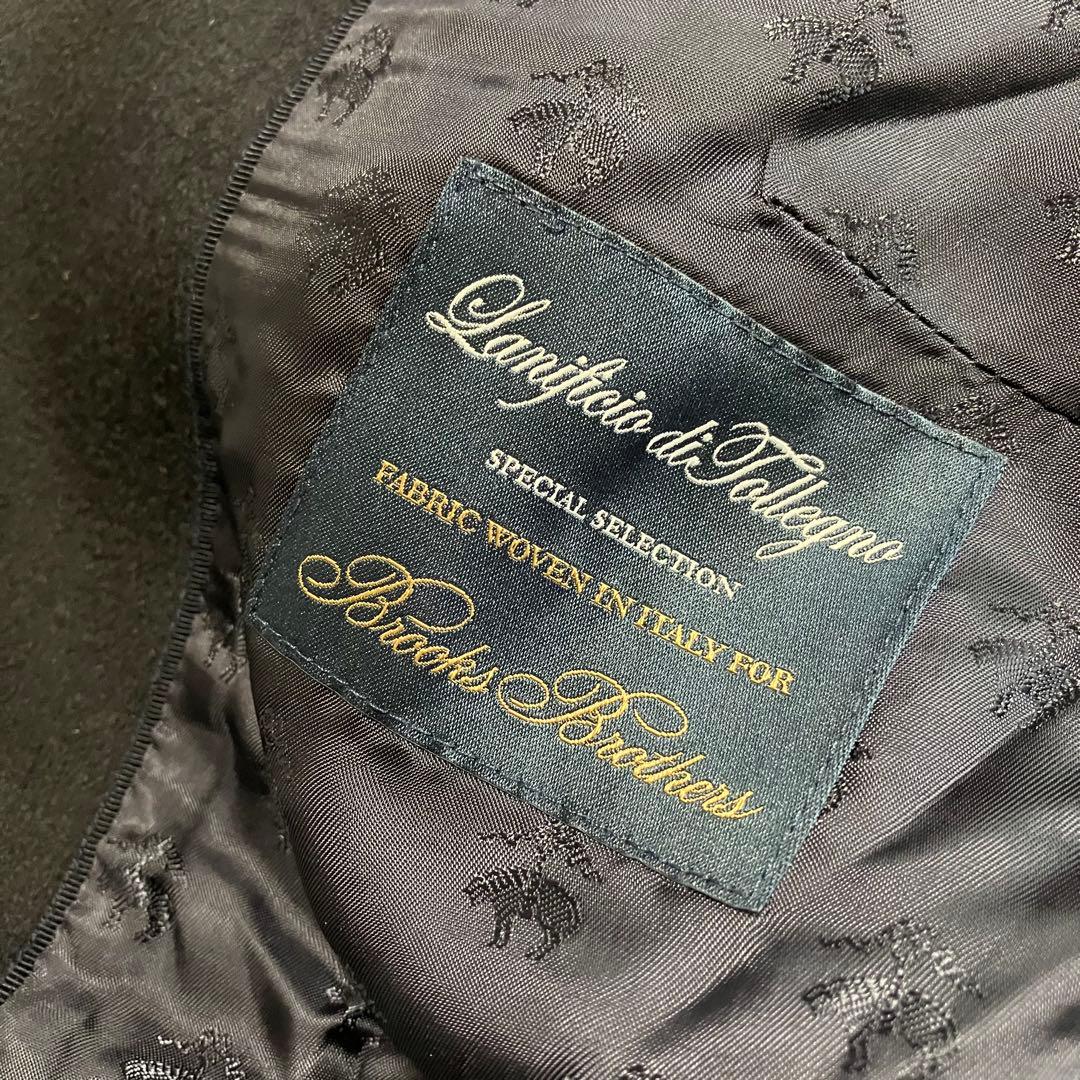 Lanificio di Tollegno
SPECIAL SELECTION
FABRIC WOVEN IN ITALY FOR
Brooks Brothers